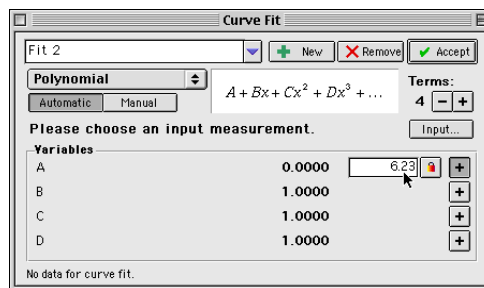 Curve Fit
Fit 2 New Remove Accept
Polynomial
Automatic Manual
A + Bx + Cx² + Dx³ + ...
Terms:
4
Please choose an input measurement. Input...
Variables
A 0.0000 6.23
B 1.0000
C 1.0000
D 1.0000
No data for curve fit.